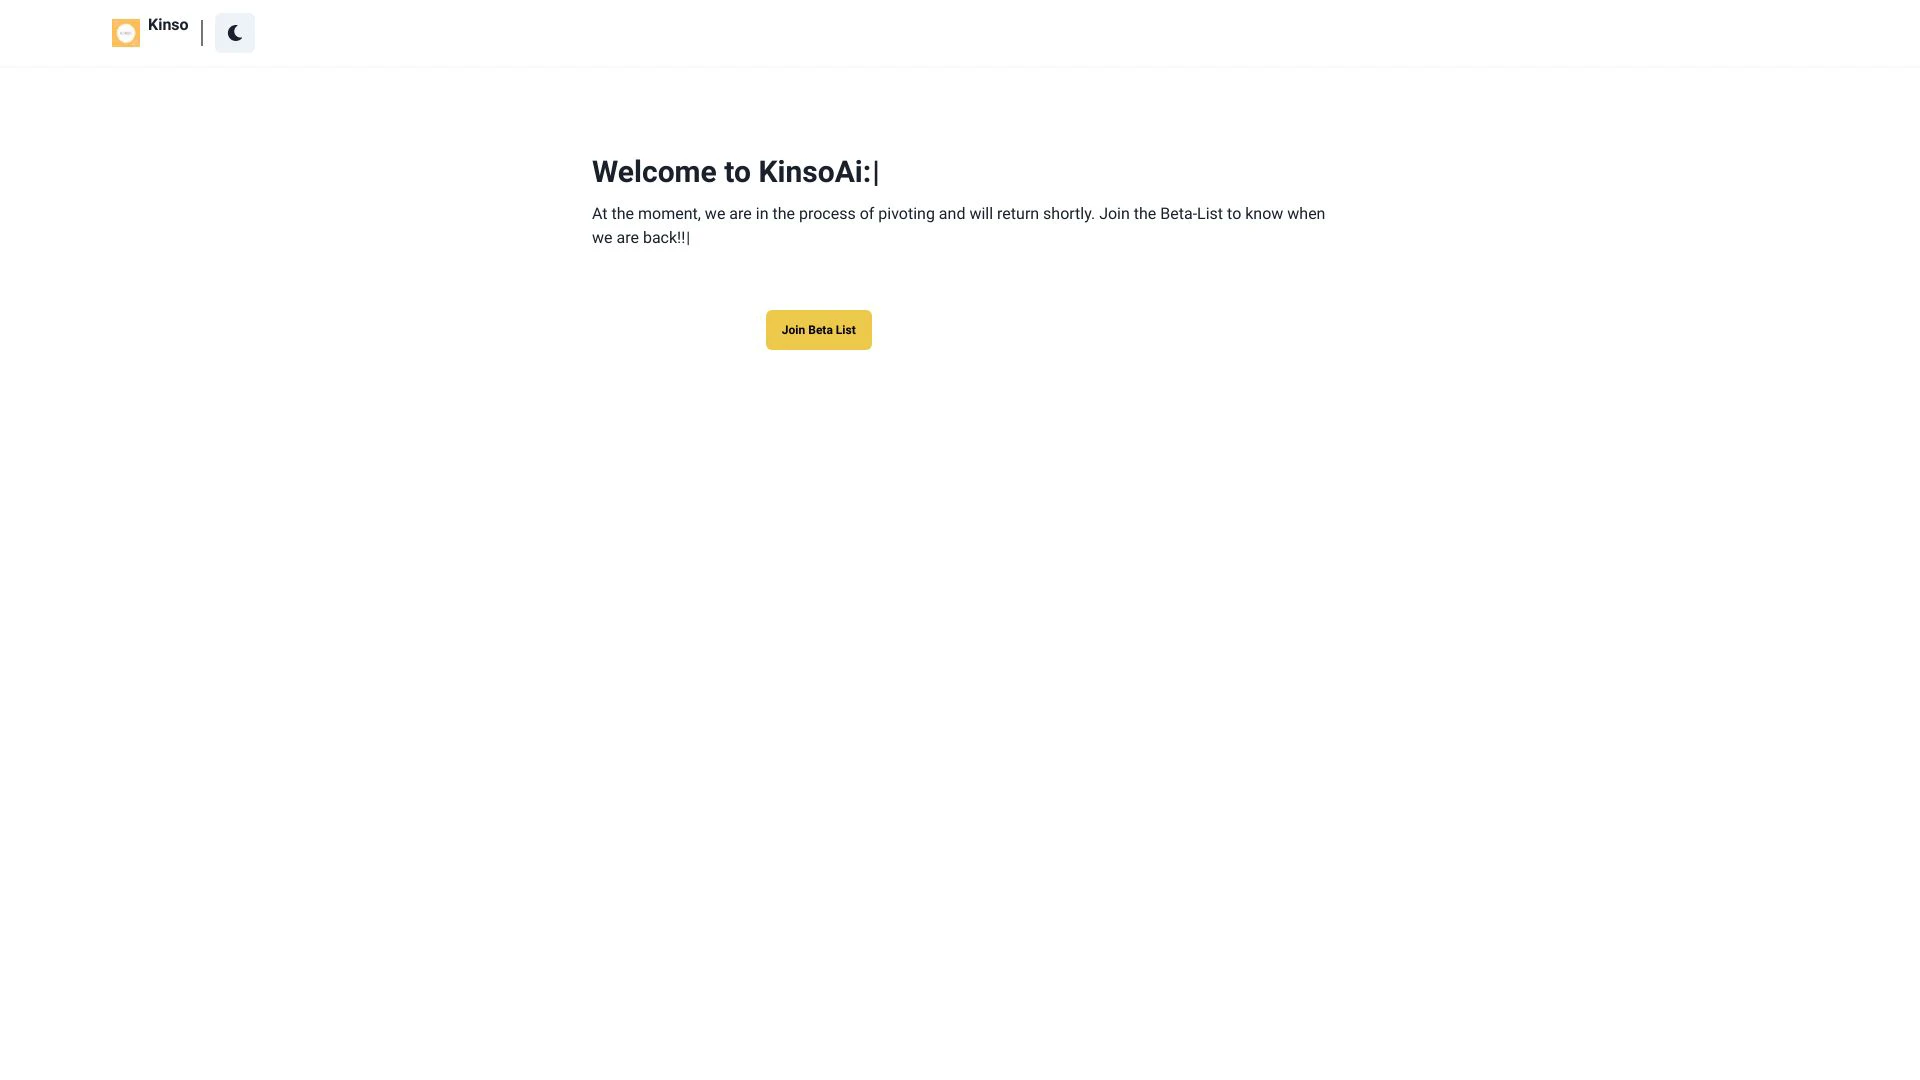 Kinso
Welcome to KinsoAi:|
At the moment, we are in the process of pivoting and will return shortly. Join the Beta-List to know when
we are back!!|
Join Beta List